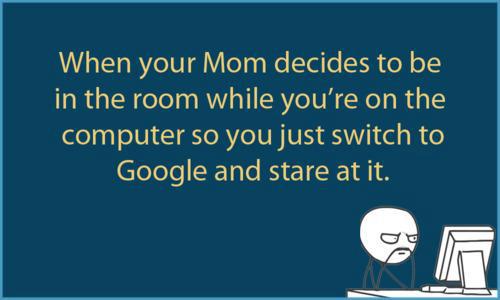 When your Mom decides to be
in the room while you’re on the
computer so you just switch to
Google and stare at it.